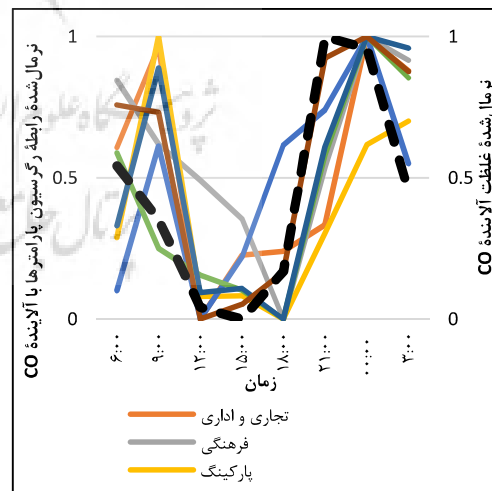 نرمال‌شدهٔ رابطهٔ رگرسیون پارامترها با آلایندهٔ CO
نرمال‌شدهٔ غلظت آلایندهٔ CO
1
0.5
0
1
0.5
0
۶:۰۰
۹:۰۰
۱۲:۰۰
۱۵:۰۰
۱۸:۰۰
۲۱:۰۰
۰۰:۰۰
۳:۰۰
زمان
تجاری و اداری
فرهنگی
پارکینگ